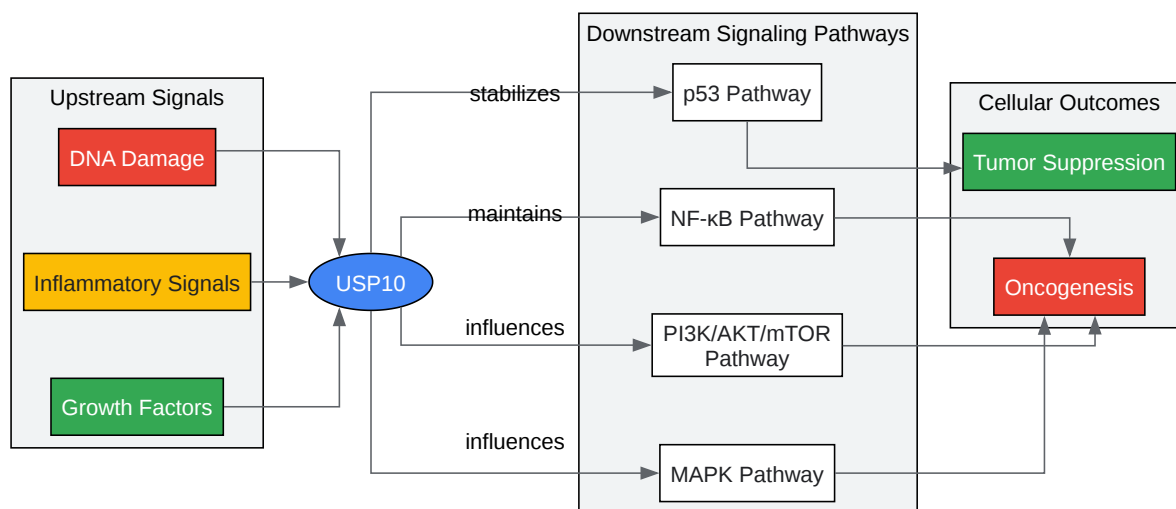 Upstream Signals
DNA Damage
Inflammatory Signals
Growth Factors
USP10
stabilizes
maintains
influences
influences
Downstream Signaling Pathways
p53 Pathway
NF-κB Pathway
PI3K/AKT/mTOR
Pathway
MAPK Pathway
Cellular Outcomes
Tumor Suppression
Oncogenesis